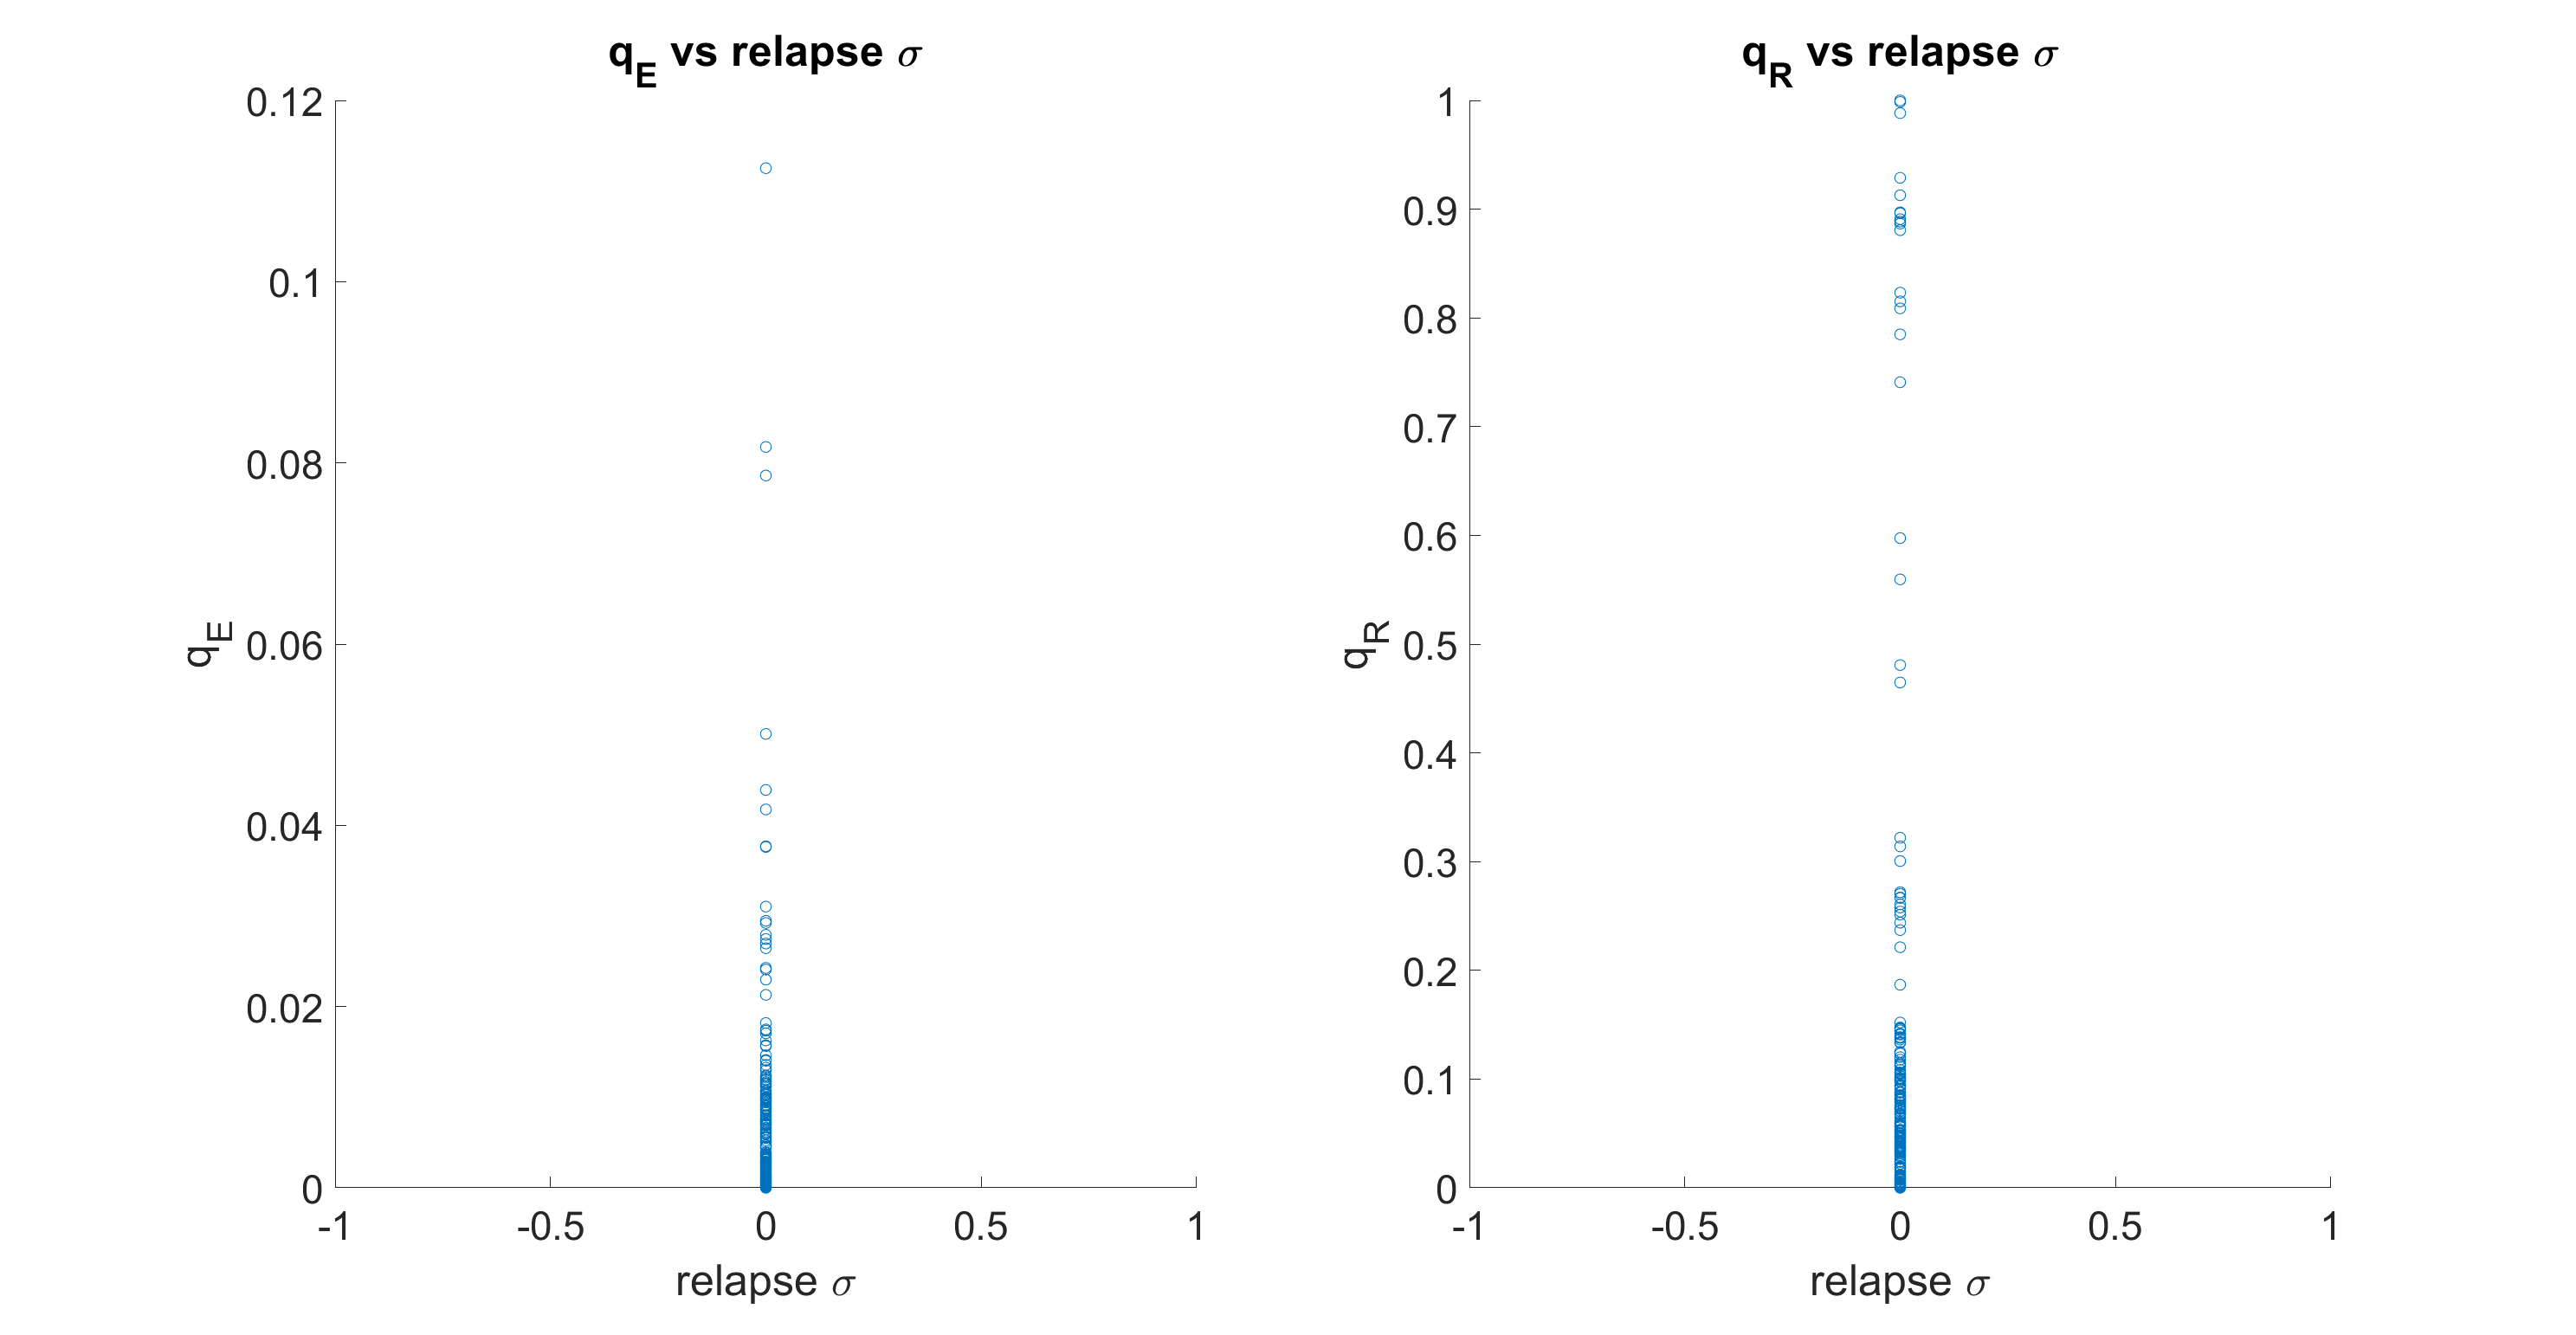 q_E vs relapse σ
0.12
0.1
0.08
0.06
0.04
0.02
0
q_E
-1 -0.5 0 0.5 1
relapse σ
q_R vs relapse σ
1
0.9
0.8
0.7
0.6
0.5
0.4
0.3
0.2
0.1
0
q_R
-1 -0.5 0 0.5 1
relapse σ